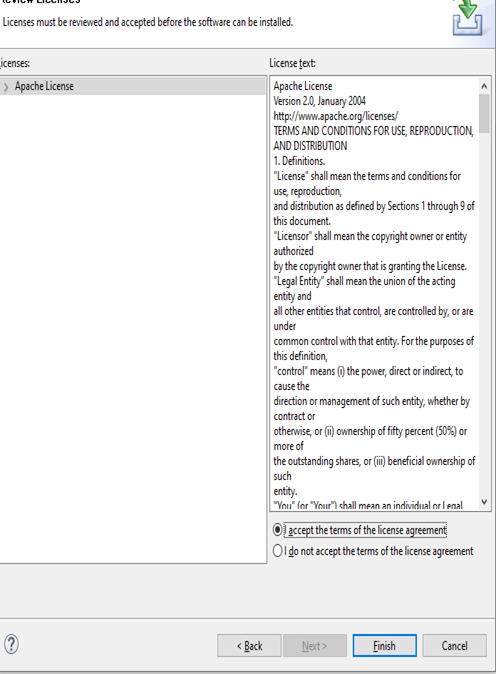 Review Licenses
Licenses must be reviewed and accepted before the software can be installed.
Licenses:
License text:
Apache License
Apache License
Version 2.0, January 2004
http://www.apache.org/licenses/
TERMS AND CONDITIONS FOR USE, REPRODUCTION,
AND DISTRIBUTION
1. Definitions.
"License" shall mean the terms and conditions for
use, reproduction,
and distribution as defined by Sections 1 through 9 of
this document.
"Licensor" shall mean the copyright owner or entity
authorized
by the copyright owner that is granting the License.
"Legal Entity" shall mean the union of the acting
entity and
all other entities that control, are controlled by, or are
under
common control with that entity. For the purposes of
this definition,
"control" means (i) the power, direct or indirect, to
cause the
direction or management of such entity, whether by
contract or
otherwise, or (ii) ownership of fifty percent (50%) or
more of
the outstanding shares, or (iii) beneficial ownership of
such
entity.
"You" (or "Your") shall mean an individual or Legal
I accept the terms of the license agreement
I do not accept the terms of the license agreement
?
< Back
Next >
Finish
Cancel